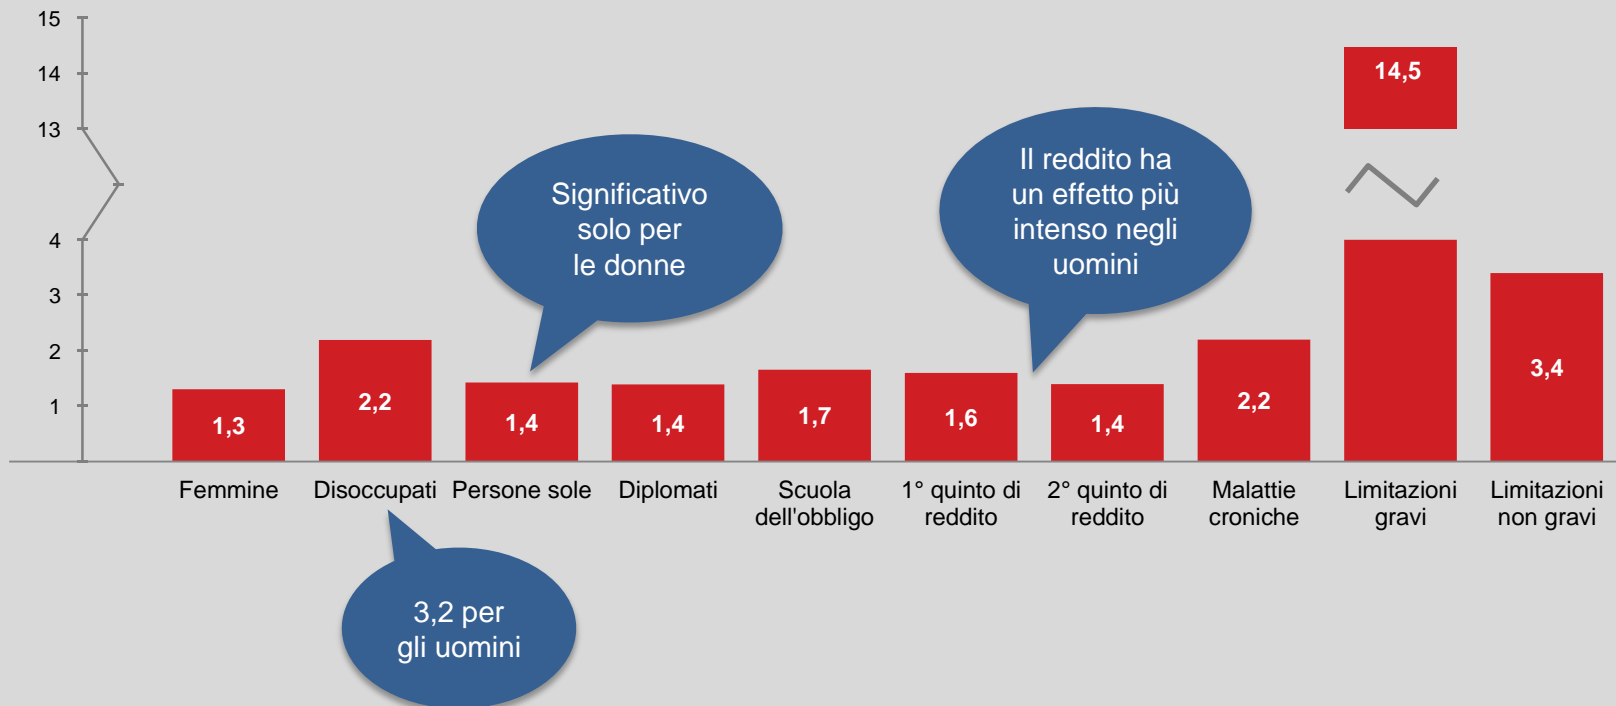 15
14
13
4
3
2
1
Significativo
solo per
le donne
Il reddito ha
un effetto più
intenso negli
uomini
1,3
2,2
1,4
1,4
1,7
1,6
1,4
2,2
14,5
3,4
Femmine
Disoccupati
Persone sole
Diplomati
Scuola
dell'obbligo
1° quinto di
reddito
2° quinto di
reddito
Malattie
croniche
Limitazioni
gravi
Limitazioni
non gravi
3,2 per
gli uomini